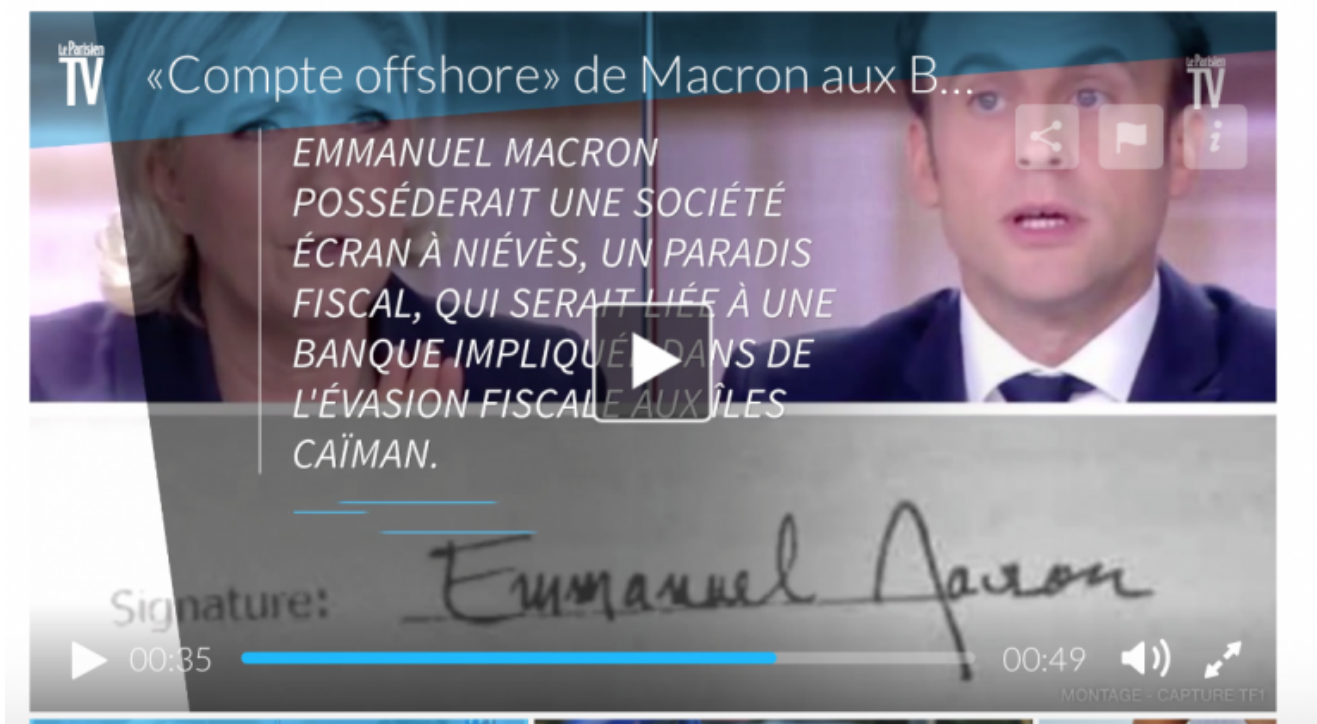 Le Parisien
TV
«Compte offshore» de Macron aux B...
Le Parisien
TV
i
EMMANUEL MACRON
POSSÉDERAIT UNE SOCIÉTÉ
ÉCRAN À NIÉVÈS, UN PARADIS
FISCAL, QUI SERAIT LIÉE À UNE
BANQUE IMPLIQUÉE DANS DE
L'ÉVASION FISCALE AUX ÎLES
CAÏMAN.
Signature: Emmanuel Macron
00:35
00:49
MONTAGE - CAPTURE TF1